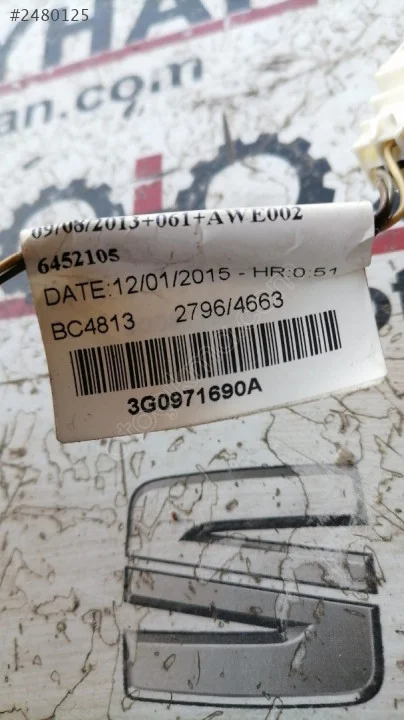 #2480125
an.com
09/08/2013+061+AWE002
6452105
DATE:12/01/2015 - HR:0:51
BC4813 2796/4663
3G0971690A